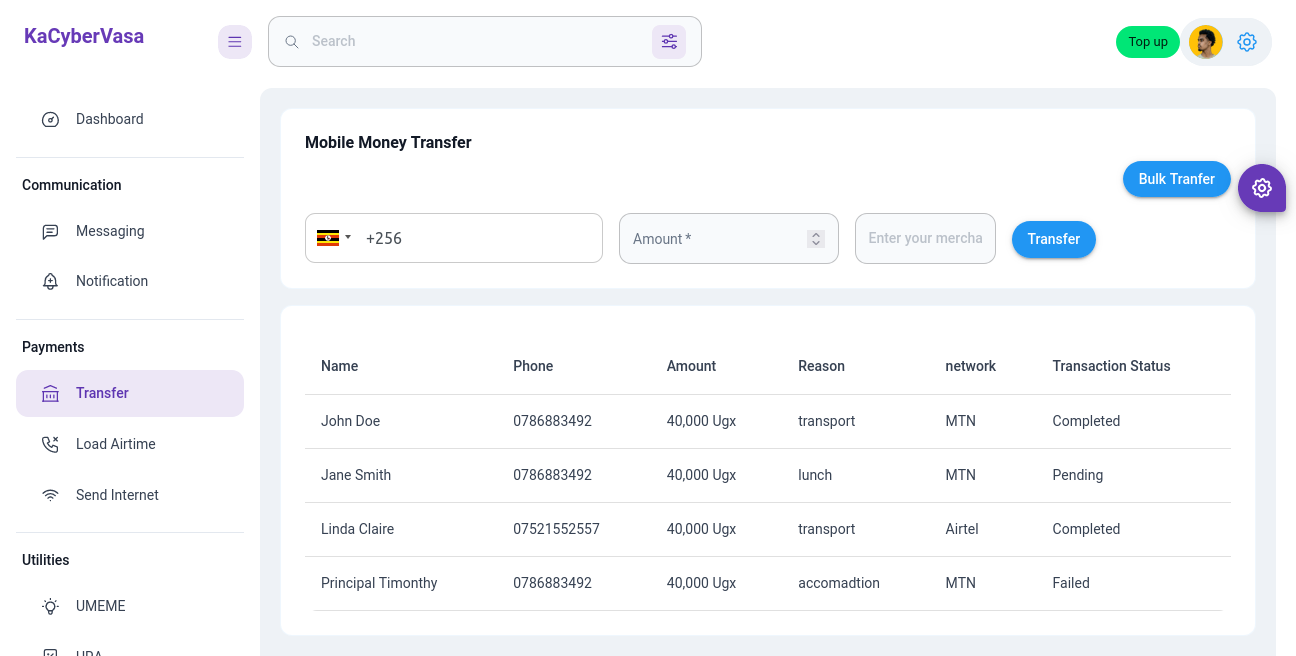 KaCyberVasa
Search
Top up
Dashboard
Communication
Messaging
Notification
Payments
Transfer
Load Airtime
Send Internet
Utilities
UMEME
Mobile Money Transfer
Bulk Tranfer
+256
Amount *
Enter your mercha
Transfer
Name Phone Amount Reason network Transaction Status
John Doe 0786883492 40,000 Ugx transport MTN Completed
Jane Smith 0786883492 40,000 Ugx lunch MTN Pending
Linda Claire 07521552557 40,000 Ugx transport Airtel Completed
Principal Timonthy 0786883492 40,000 Ugx accomadtion MTN Failed